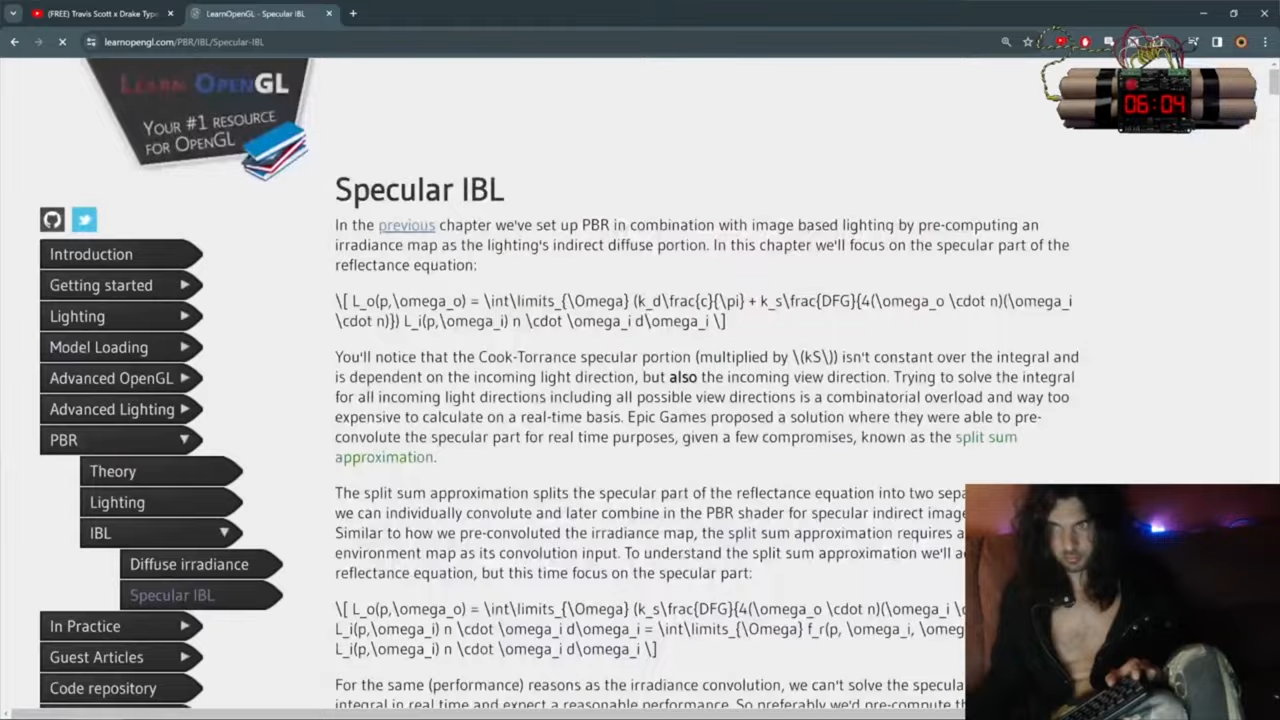 (FREE) Travis Scott x Drake Typ
LearnOpenGL - Specular IBL
learnopengl.com/PBR/IBL/Specular-IBL
06:04
LEARN OPENGL
YOUR #1 RESOURCE
FOR OPENGL
Introduction
Getting started
Lighting
Model Loading
Advanced OpenGL
Advanced Lighting
PBR
Theory
Lighting
IBL
Diffuse irradiance
Specular IBL
In Practice
Guest Articles
Code repository
Specular IBL
In the previous chapter we've set up PBR in combination with image based lighting by pre-computing an
irradiance map as the lighting's indirect diffuse portion. In this chapter we'll focus on the specular part of the
reflectance equation:
\[ L_o(p,\omega_o) = \int\limits_{\Omega} (k_d\frac{c}{\pi} + k_s\frac{DFG}{4(\omega_o \cdot n)(\omega_i
\cdot n)}) L_i(p,\omega_i) n \cdot \omega_i d\omega_i \]
You'll notice that the Cook-Torrance specular portion (multiplied by \(kS\)) isn't constant over the integral and
is dependent on the incoming light direction, but also the incoming view direction. Trying to solve the integral
for all incoming light directions including all possible view directions is a combinatorial overload and way too
expensive to calculate on a real-time basis. Epic Games proposed a solution where they were able to pre-
convolute the specular part for real time purposes, given a few compromises, known as the split sum
approximation.
The split sum approximation splits the specular part of the reflectance equation into two sepa
we can individually convolute and later combine in the PBR shader for specular indirect imag
Similar to how we pre-convoluted the irradiance map, the split sum approximation requires a
environment map as its convolution input. To understand the split sum approximation we'll a
reflectance equation, but this time focus on the specular part:
\[ L_o(p,\omega_o) = \int\limits_{\Omega} (k_s\frac{DFG}{4(\omega_o \cdot n)(\omega_i \c
L_i(p,\omega_i) n \cdot \omega_i d\omega_i = \int\limits_{\Omega} f_r(p, \omega_i, \omeg
L_i(p,\omega_i) n \cdot \omega_i d\omega_i \]
For the same (performance) reasons as the irradiance convolution, we can't solve the specula
integral in real time and expect a reasonable performance. So preferably we'd pre-compute th